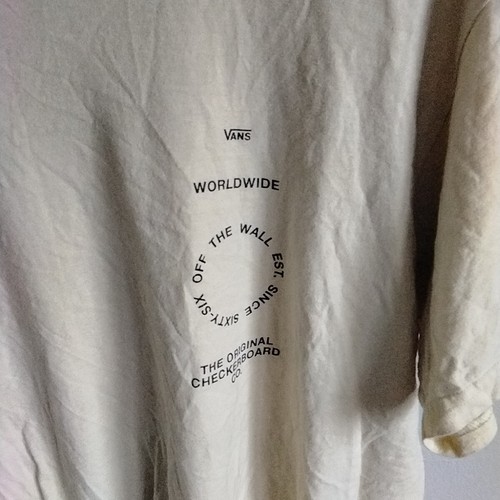 VANS
WORLDWIDE
OFF THE WALL EST. SINCE SIXTY-SIX
THE ORIGINAL
CHECKERBOARD
CO.